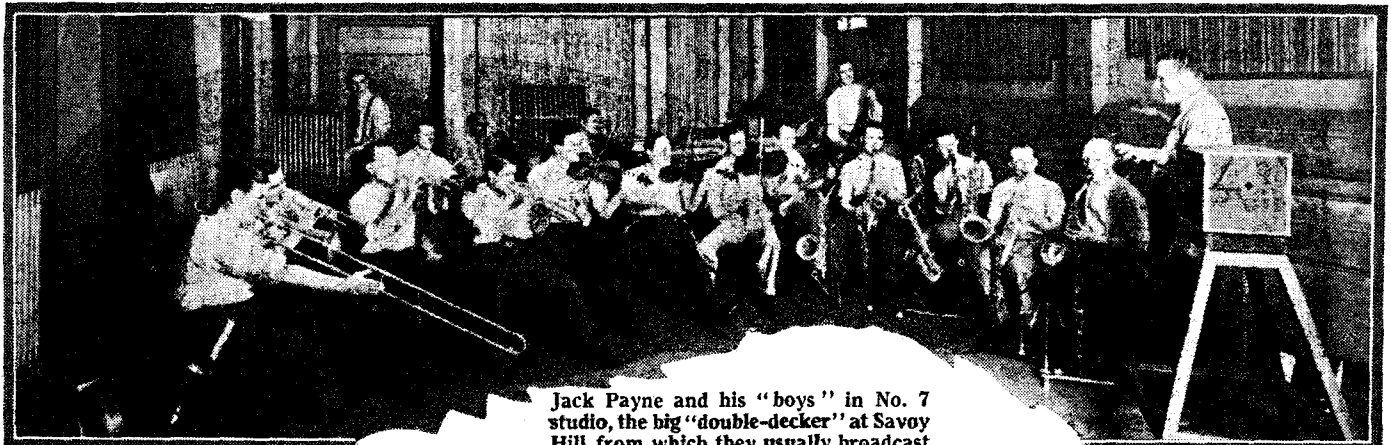 Jack Payne and his "boys" in No. 7
studio, the big "double-decker" at Savoy
Hill from which they usually broadcast